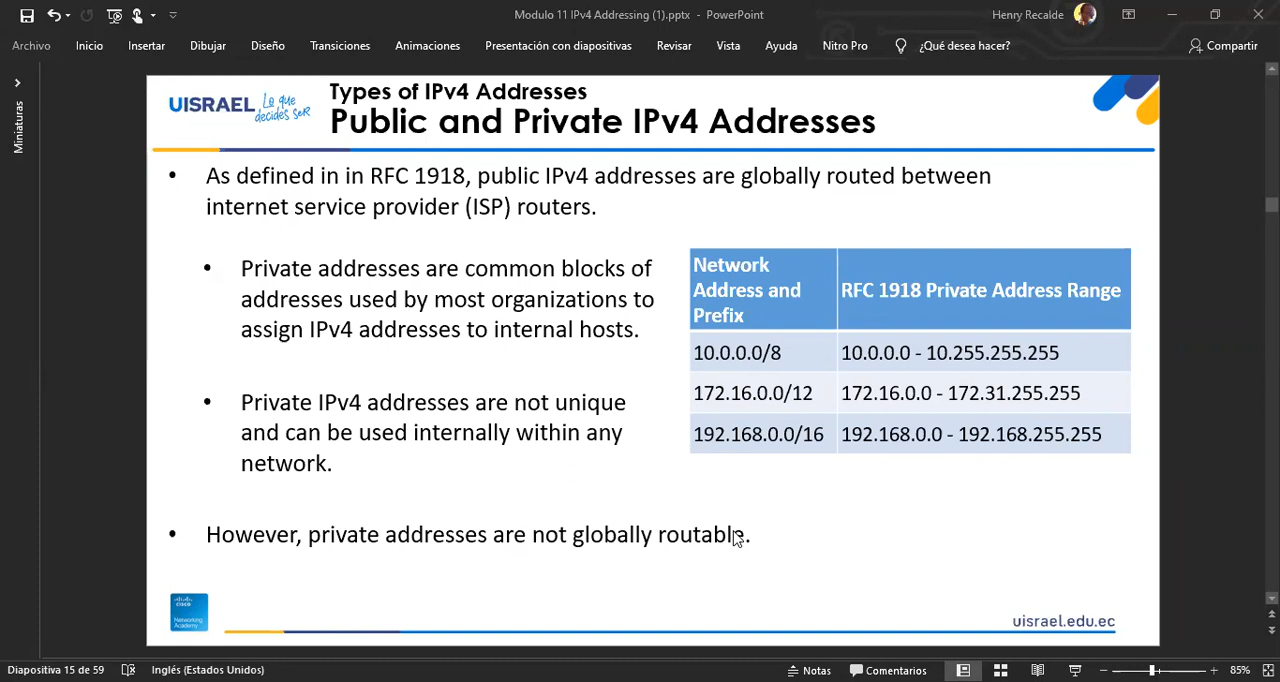 Modulo 11 IPv4 Addressing (1).pptx - PowerPoint
Henry Recalde
Archivo Inicio Insertar Dibujar Diseño Transiciones Animaciones Presentación con diapositivas Revisar Vista Ayuda Nitro Pro ¿Qué desea hacer? Compartir
Miniaturas
UISRAEL Lo que decides ser
Types of IPv4 Addresses
Public and Private IPv4 Addresses
• As defined in in RFC 1918, public IPv4 addresses are globally routed between
internet service provider (ISP) routers.
• Private addresses are common blocks of
addresses used by most organizations to
assign IPv4 addresses to internal hosts.
• Private IPv4 addresses are not unique
and can be used internally within any
network.
Network
Address and
Prefix
RFC 1918 Private Address Range
10.0.0.0/8 10.0.0.0 - 10.255.255.255
172.16.0.0/12 172.16.0.0 - 172.31.255.255
192.168.0.0/16 192.168.0.0 - 192.168.255.255
• However, private addresses are not globally routable.
cisco
Networking
Academy
uisrael.edu.ec
Diapositiva 15 de 59 Inglés (Estados Unidos) Notas Comentarios 85%